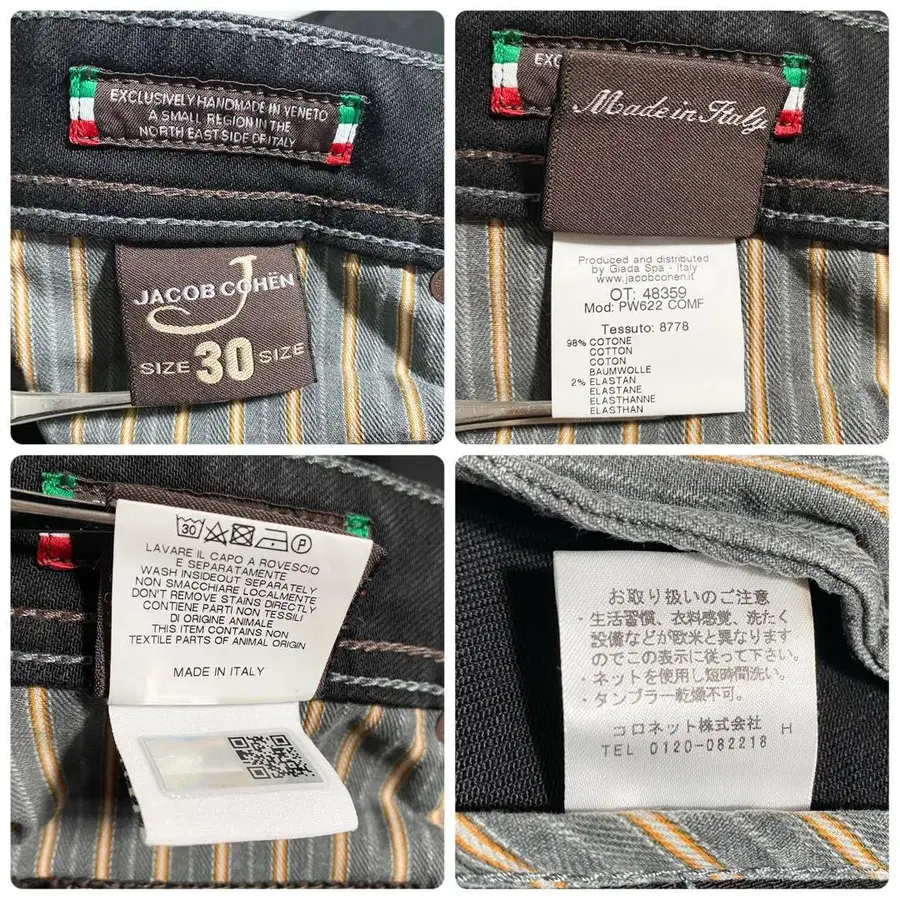 EXCLUSIVELY HANDMADE IN VENETO
A SMALL REGION IN THE
NORTH EAST SIDE OF ITALY
JACOB COHËN
SIZE 30 SIZE
EXC
Made in Italy
Produced and distributed
by Giada Spa - Italy
www.jacobcohen.it
OT: 48359
Mod: PW622 COMF
Tessuto: 8778
98% COTONE
COTTON
COTON
BAUMWOLLE
2% ELASTAN
ELASTANE
ELASTHANNE
ELASTHAN
30 P
LAVARE IL CAPO A ROVESCIO
E SEPARATAMENTE
WASH INSIDEOUT SEPARATELY
NON SMACCHIARE LOCALMENTE
DON'T REMOVE STAINS DIRECTLY
CONTIENE PARTI NON TESSILI
DI ORIGINE ANIMALE
THIS ITEM CONTAINS NON
TEXTILE PARTS OF ANIMAL ORIGIN
MADE IN ITALY
お取り扱いのご注意
・生活習慣、衣料感覚、洗たく
設備などが欧米と異なります
のでこの表示に従って下さい。
・ネットを使用し短時間洗い。
・タンブラー乾燥不可。
コロネット株式会社 H
TEL 0120-082218